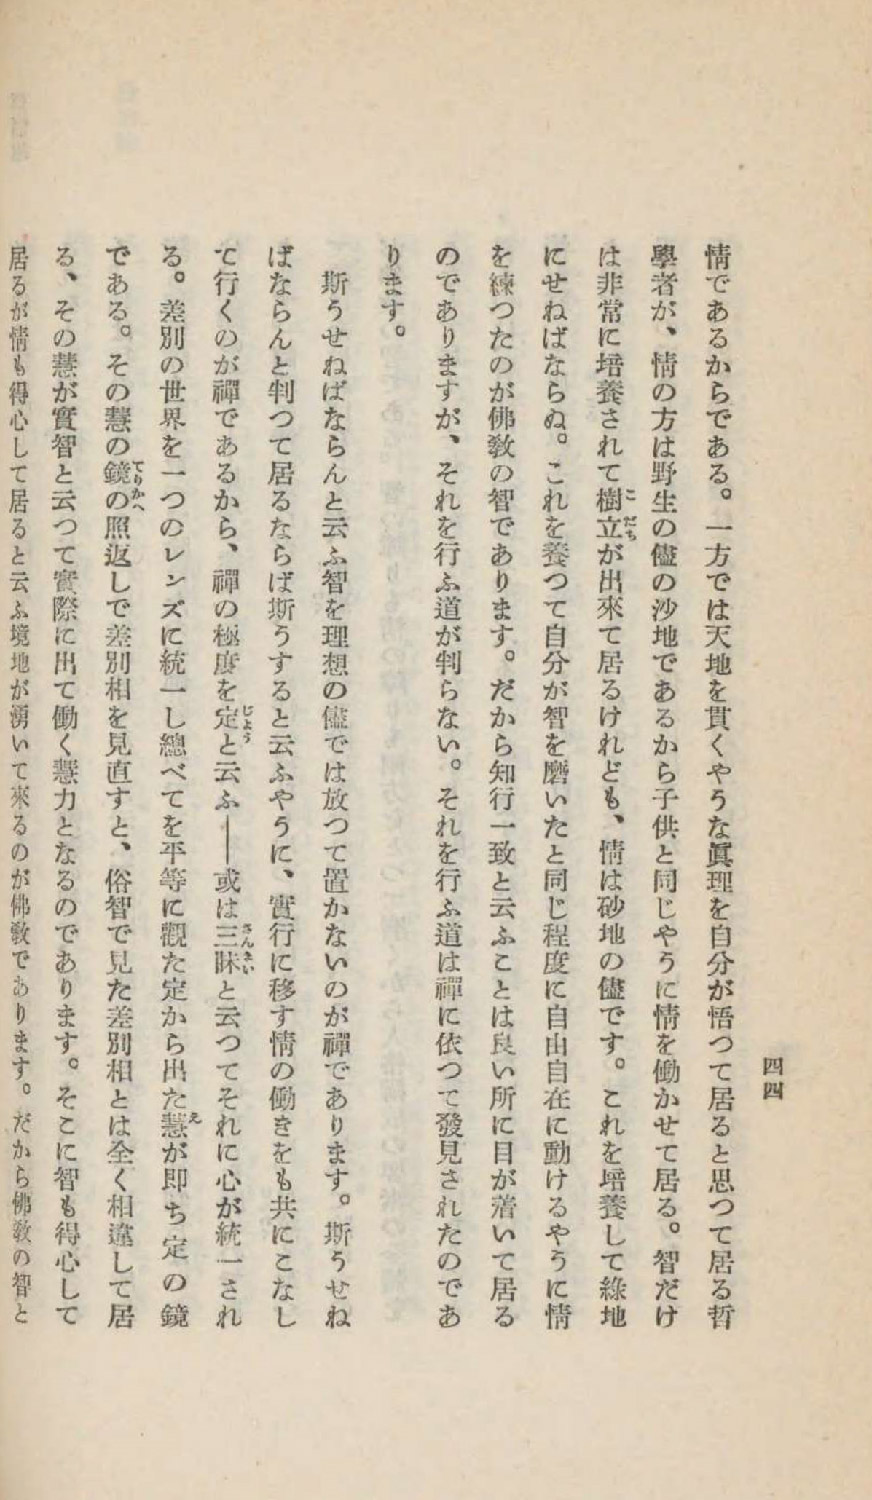 四四
情であるからである。一方では天地を貫くやうな眞理を自分が悟つて居ると思つて居る哲
學者が、情の方は野生の儘の沙地であるから子供と同じやうに情を働かせて居る。智だけ
は非常に培養されて樹立が出來て居るけれども、情は砂地の儘です。これを培養して綠地
にせねばならぬ。これを養つて自分が智を磨いたと同じ程度に自由自在に動けるやうに情
を練つたのが佛敎の智であります。だから知行一致と云ふことは良い所に目が着いて居る
のでありますが、それを行ふ道が判らない。それを行ふ道は禪に依つて發見されたのであ
ります。
斯うせねばならんと云ふ智を理想の儘では放つて置かないのが禪であります。斯うせね
ばならんと判つて居るならば斯うすると云ふやうに、實行に移す情の働きをも共にこなし
て行くのが禪であるから、禪の極度を定と云ふ――或は三昧と云つてそれに心が統一され
る。差別の世界を一つのレンズに統一し總べてを平等に觀た定から出た慧が即ち定の鏡
である。その慧の鏡の照返しで差別相を見直すと、俗智で見た差別相とは全く相違して居
る、その慧が實智と云つて實際に出て働く慧力となるのであります。そこに智も得心して
居るが情も得心して居ると云ふ境地が湧いて來るのが佛敎であります。だから佛敎の智と